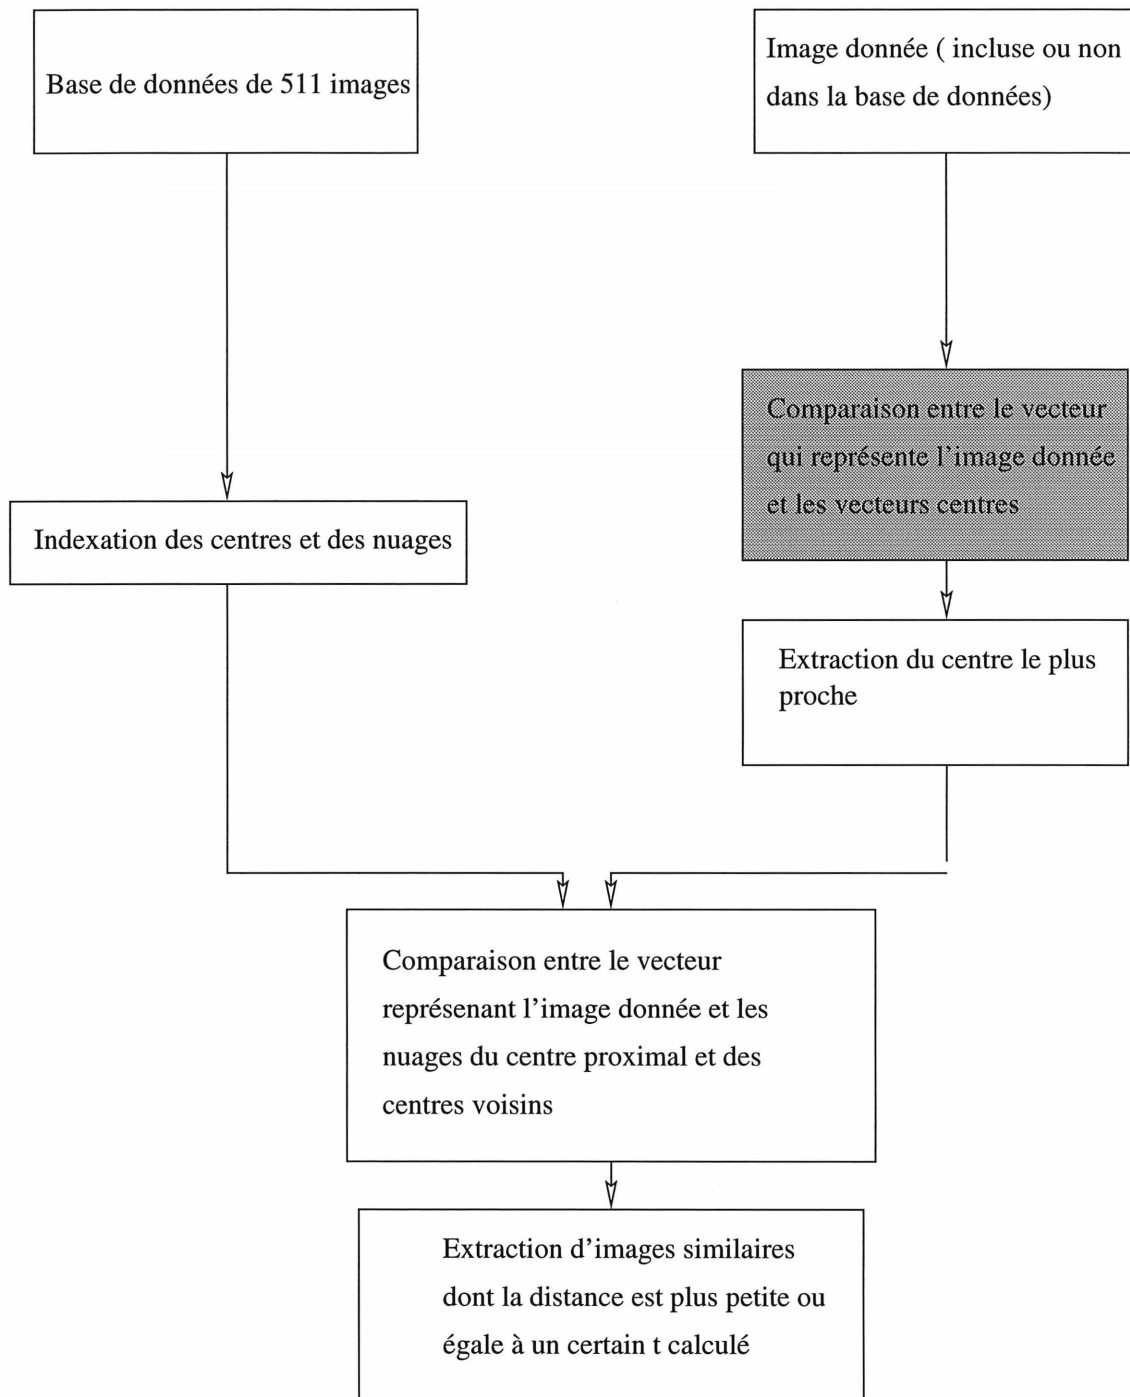 Base de données de 511 images
Image donnée ( incluse ou non
dans la base de données)
Comparaison entre le vecteur
qui représente l'image donnée
et les vecteurs centres
Indexation des centres et des nuages
Extraction du centre le plus
proche
Comparaison entre le vecteur
représenant l'image donnée et les
nuages du centre proximal et des
centres voisins
Extraction d'images similaires
dont la distance est plus petite ou
égale à un certain t calculé